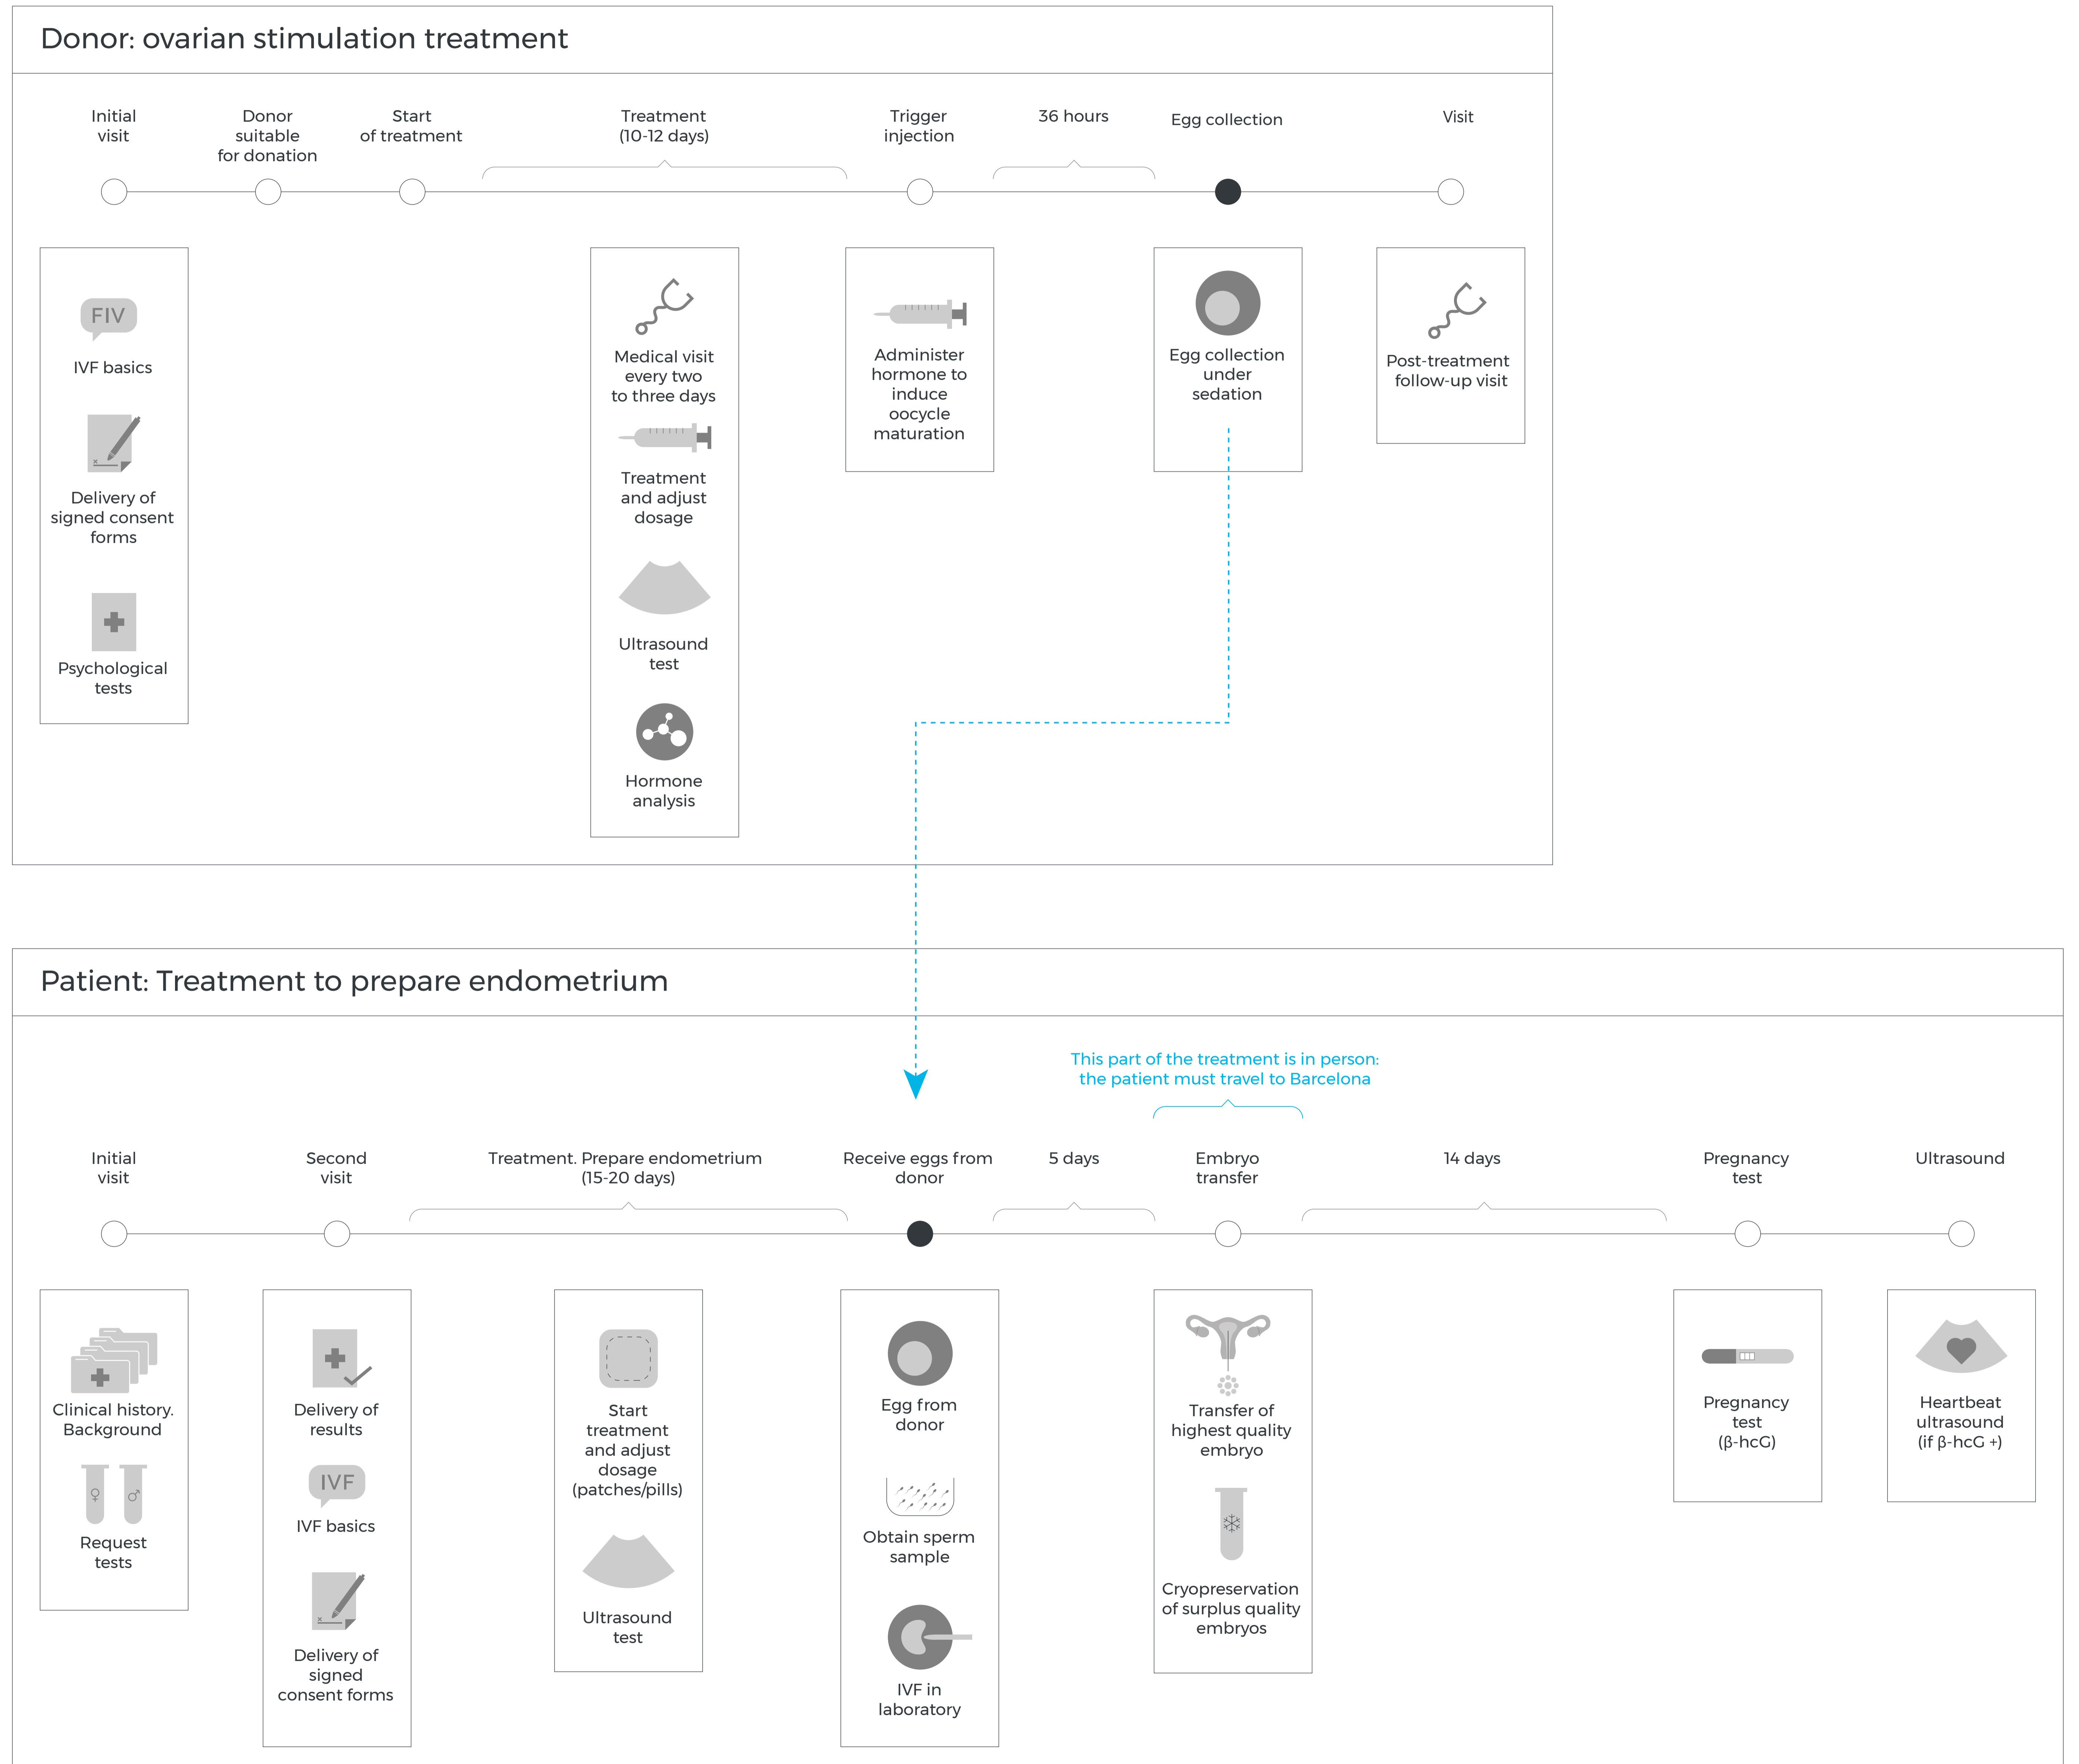 Donor: ovarian stimulation treatment
Initial
visit
Donor
suitable
for donation
Start
of treatment
Treatment
(10-12 days)
Trigger
injection
36 hours
Egg collection
Visit
FIV
IVF basics
Delivery of
signed consent
forms
Psychological
tests
Medical visit
every two
to three days
Treatment
and adjust
dosage
Ultrasound
test
Hormone
analysis
Administer
hormone to
induce
oocycle
maturation
Egg collection
under
sedation
Post-treatment
follow-up visit
Patient: Treatment to prepare endometrium
This part of the treatment is in person:
the patient must travel to Barcelona
Initial
visit
Second
visit
Treatment. Prepare endometrium
(15-20 days)
Receive eggs from
donor
5 days
Embryo
transfer
14 days
Pregnancy
test
Ultrasound
Clinical history.
Background
Request
tests
Delivery of
results
IVF
IVF basics
Delivery of
signed
consent forms
Start
treatment
and adjust
dosage
(patches/pills)
Ultrasound
test
Egg from
donor
Obtain sperm
sample
IVF in
laboratory
Transfer of
highest quality
embryo
Cryopreservation
of surplus quality
embryos
Pregnancy
test
(β-hcG)
Heartbeat
ultrasound
(if β-hcG +)